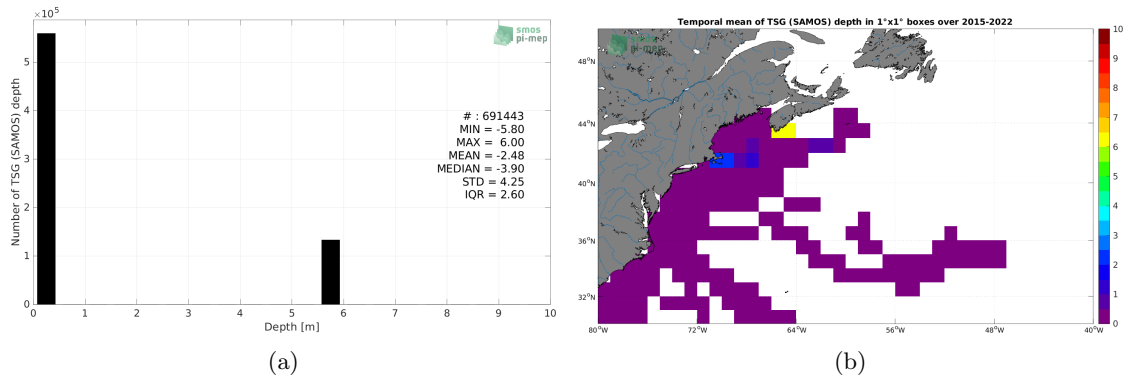 ×10⁵
smos
pi-mep
5
4
3
2
1
0
Number of TSG (SAMOS) depth
# : 691443
MIN = -5.80
MAX = 6.00
MEAN = -2.48
MEDIAN = -3.90
STD = 4.25
IQR = 2.60
0 1 2 3 4 5 6 7 8 9 10
Depth [m]
(a)
Temporal mean of TSG (SAMOS) depth in 1°x1° boxes over 2015-2022
smos
pi-mep
48°N
44°N
40°N
36°N
32°N
80°W 72°W 64°W 56°W 48°W 40°W
10
9
8
7
6
5
4
3
2
1
0
(b)